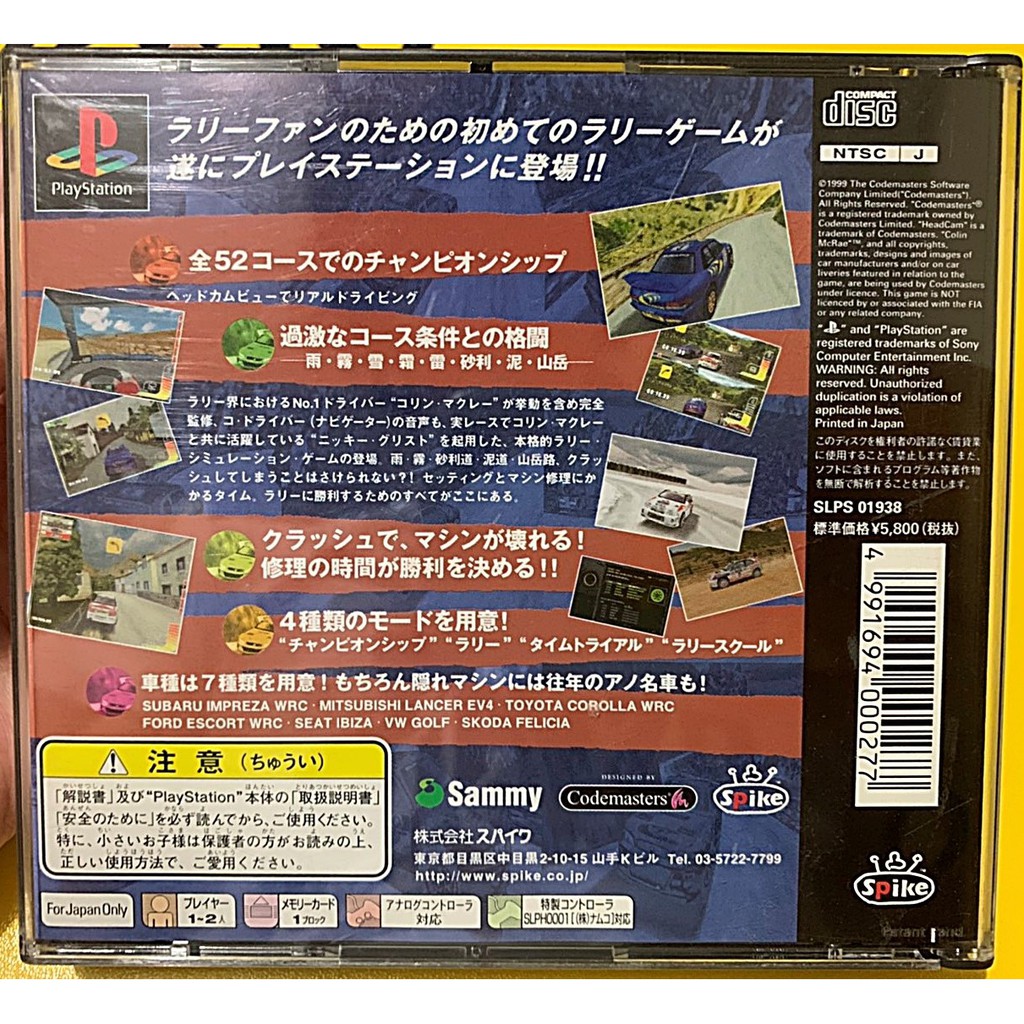 PlayStation
ラリーファンのための初めてのラリーゲームが
遂にプレイステーションに登場!!
全52コースでのチャンピオンシップ
ヘッドカムビューでリアルドライビング
過激なコース条件との格闘
—雨・霧・雪・霜・雷・砂利・泥・山岳—
ラリー界におけるNo.1ドライバー“コリン・マクレー”が挙動を含め完全
監修、コ・ドライバー(ナビゲーター)の音声も、実レースでコリン・マクレー
と共に活躍している“ニッキー・グリスト”を起用した、本格的ラリー・
シミュレーション・ゲームの登場。雨・霧・砂利道・泥道・山岳路、クラッ
シュしてしまうことはさけられない?!セッティングとマシン修理にか
かるタイム。ラリーに勝利するためのすべてがここにある。
クラッシュで、マシンが壊れる!
修理の時間が勝利を決める!!
4種類のモードを用意!
“チャンピオンシップ”“ラリー”“タイムトライアル”“ラリースクール”
車種は7種類を用意!もちろん隠れマシンには往年のアノ名車も!
SUBARU IMPREZA WRC・MITSUBISHI LANCER EV4・TOYOTA COROLLA WRC
FORD ESCORT WRC・SEAT IBIZA・VW GOLF・SKODA FELICIA
注意(ちゅうい)
「解説書」及び“PlayStation”本体の「取扱説明書」
「安全のために」を必ず読んでから、ご使用ください。
特に、小さいお子様は保護者の方がお読みの上、
正しい使用方法で、ご愛用ください。
Sammy
DESIGNED BY
Codemasters
Spike
株式会社スパイク
東京都目黒区中目黒2-10-15 山手Kビル Tel. 03-5722-7799
http://www.spike.co.jp/
For Japan Only
プレイヤー
1~2人
メモリーカード
1ブロック
アナログコントローラ
対応
特製コントローラ
SLPH0001[(株)ナムコ]対応
COMPACT
disc
NTSC J
©1999 The Codemasters Software
Company Limited("Codemasters").
All Rights Reserved. "Codemasters"®
is a registered trademark owned by
Codemasters Limited. "HeadCam" is a
trademark of Codemasters. "Colin
McRae"™, and all copyrights,
trademarks, designs and images of
car manufacturers and/or on car
liveries featured in relation to the
game, are being used by Codemasters
under licence. This game is NOT
licenced by or associated with the FIA
or any related company.
" " and "PlayStation" are
registered trademarks of Sony
Computer Entertainment Inc.
WARNING: All rights
reserved. Unauthorized
duplication is a violation of
applicable laws.
Printed in Japan
このディスクを権利者の許諾なく賃貸業
に使用することを禁止します。また、
ソフトに含まれるプログラム等著作物
を無断で解析することを禁止します。
SLPS 01938
標準価格¥5,800(税抜)
4 991694 000277
Spike